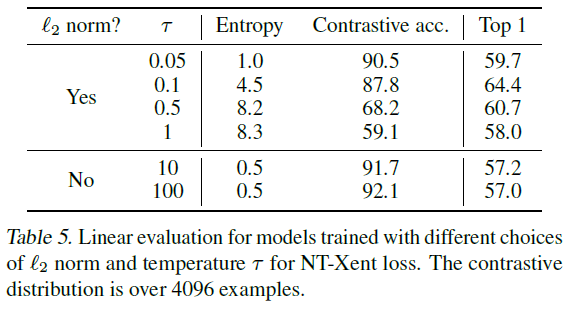 ℓ2 norm? τ Entropy Contrastive acc. Top 1
0.05 1.0 90.5 59.7
0.1 4.5 87.8 64.4
Yes
0.5 8.2 68.2 60.7
1 8.3 59.1 58.0
10 0.5 91.7 57.2
No
100 0.5 92.1 57.0
Table 5. Linear evaluation for models trained with different choices
of ℓ2 norm and temperature τ for NT-Xent loss. The contrastive
distribution is over 4096 examples.